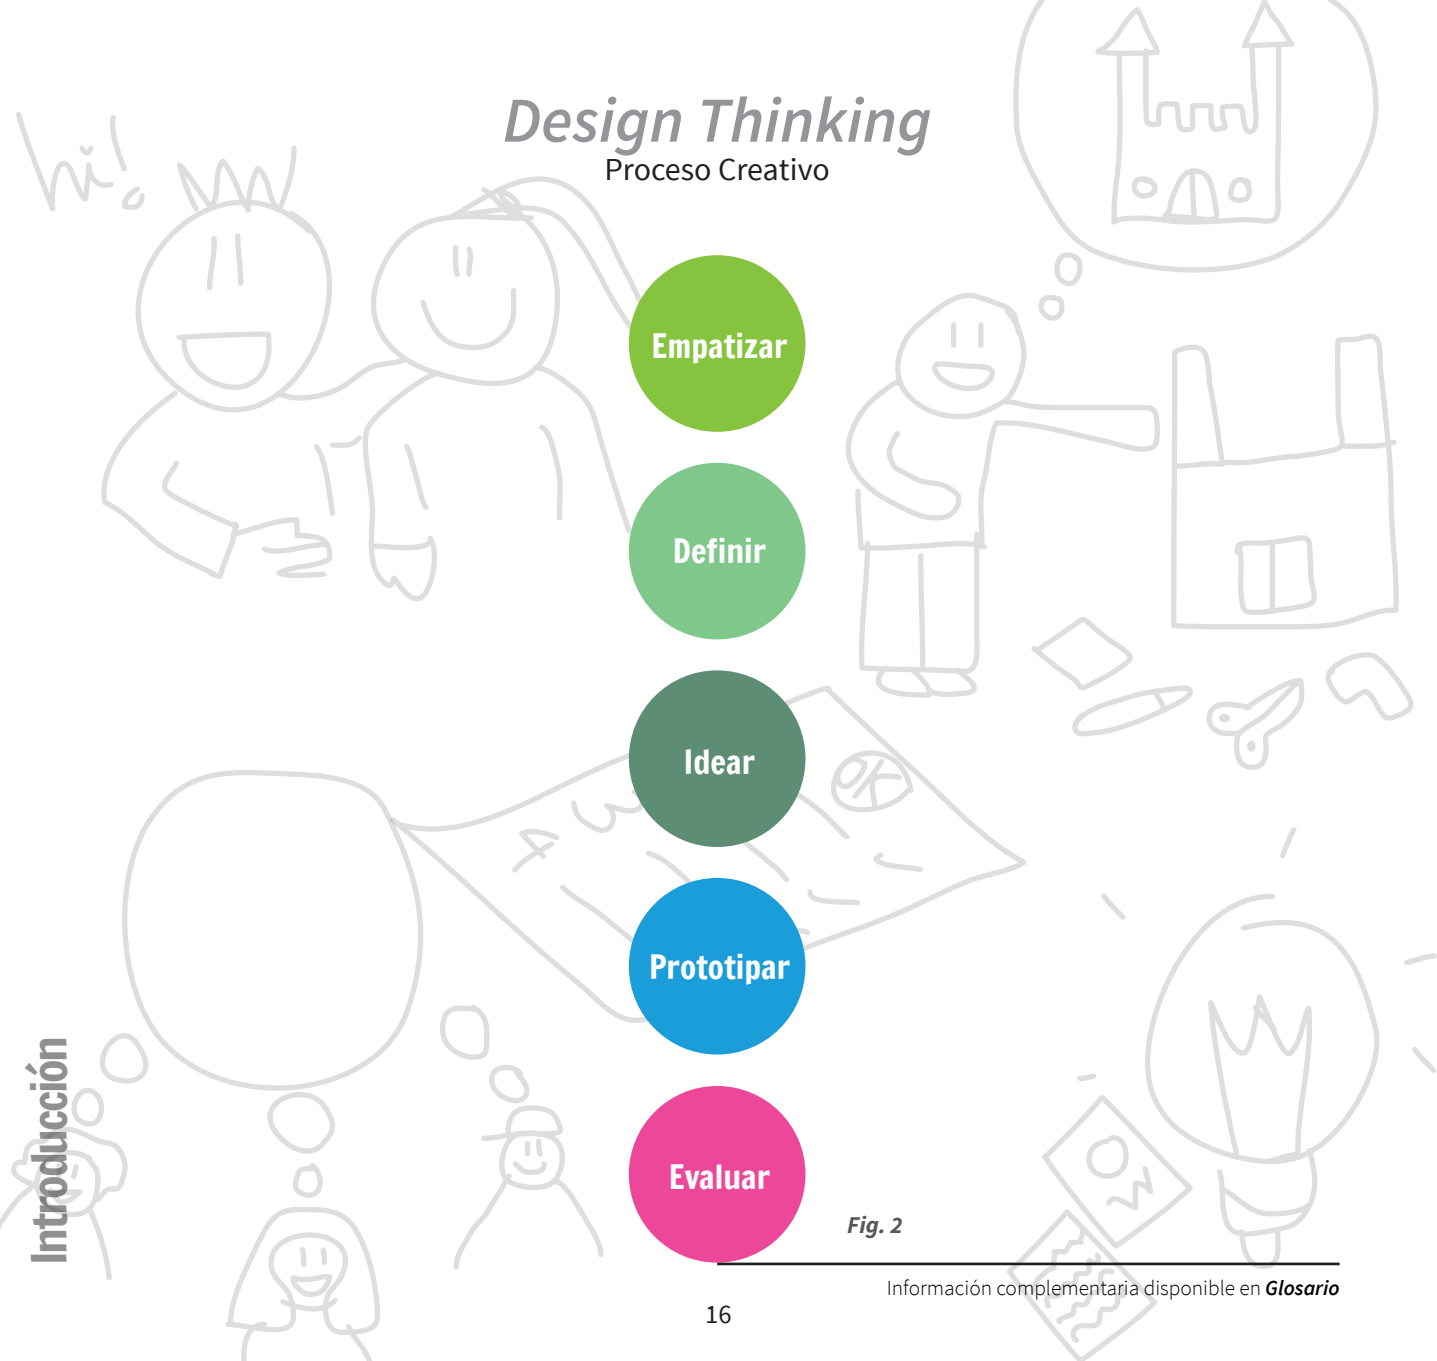 hi!
Design Thinking
Proceso Creativo
Empatizar
Definir
Idear
Prototipar
Evaluar
Introducción
Fig. 2
Información complementaria disponible en Glosario
16